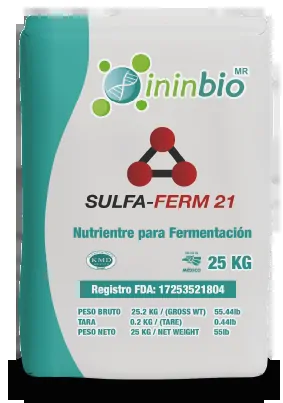 ininbio MR
SULFA-FERM 21
Nutrientre para Fermentación
KMD
MÉXICO
25 KG
Registro FDA: 17253521804
PESO BRUTO 25.2 KG / (GROSS WT) 55.44lb
TARA 0.2 KG / (TARE) 0.44lb
PESO NETO 25 KG / NET WEIGHT 55lb